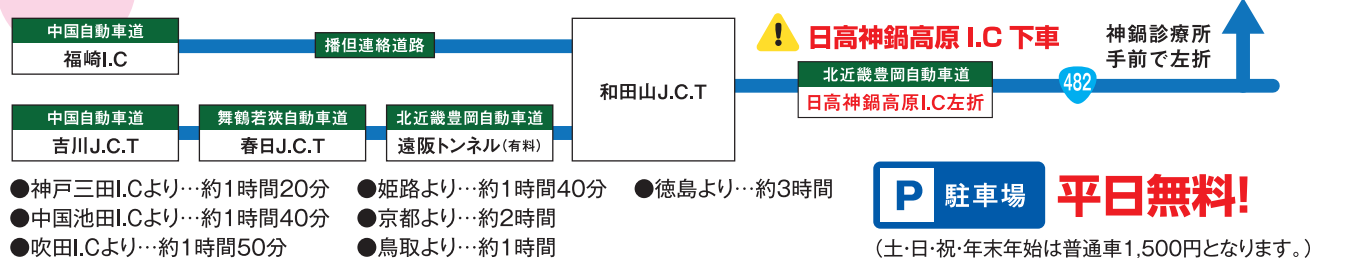 中国自動車道
福崎I.C
播但連絡道路
中国自動車道
吉川J.C.T
舞鶴若狭自動車道
春日J.C.T
北近畿豊岡自動車道
遠阪トンネル(有料)
和田山J.C.T
日高神鍋高原 I.C 下車
北近畿豊岡自動車道
日高神鍋高原I.C左折
482
神鍋診療所
手前で左折
●神戸三田I.Cより…約1時間20分
●中国池田I.Cより…約1時間40分
●吹田I.Cより…約1時間50分
●姫路より…約1時間40分
●京都より…約2時間
●鳥取より…約1時間
●徳島より…約3時間
P 駐車場 平日無料!
(土・日・祝・年末年始は普通車1,500円となります。)